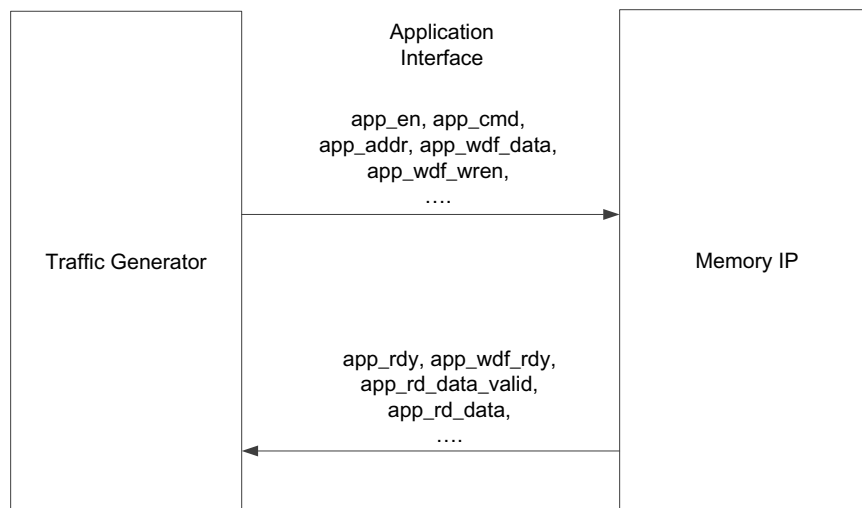 Application
Interface
app_en, app_cmd,
app_addr, app_wdf_data,
app_wdf_wren,
….
Traffic Generator
Memory IP
app_rdy, app_wdf_rdy,
app_rd_data_valid,
app_rd_data,
….